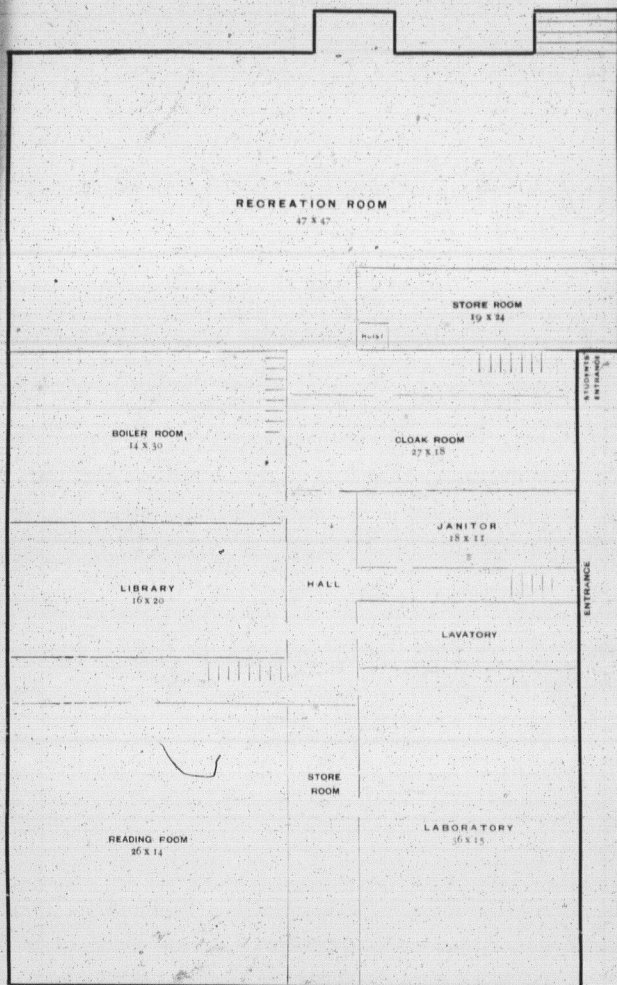 RECREATION ROOM
47 X 47
STORE ROOM
19 X 24
HOIST
STUDENTS'
ENTRANCE
BOILER ROOM
14 X 30
CLOAK ROOM
27 X 18
JANITOR
18 X 11
LIBRARY
16 X 20
HALL
ENTRANCE
LAVATORY
STORE
ROOM
READING ROOM
26 X 14
LABORATORY
36 X 15